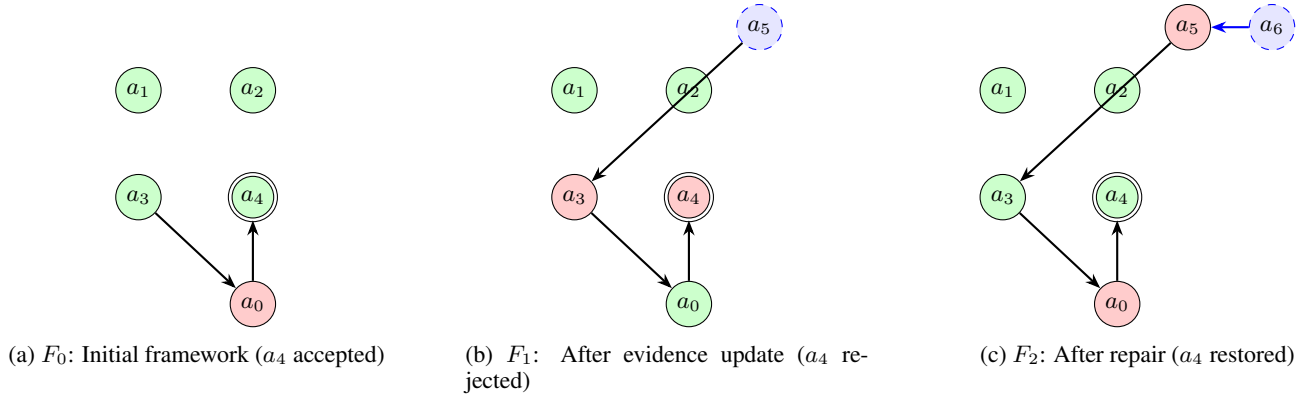 a₅
a₅
a₆
a₁
a₂
a₁
a₂
a₁
a₂
a₃
a₄
a₃
a₄
a₃
a₄
a₀
a₀
a₀
(a) F₀: Initial framework (a₄ accepted)
(b) F₁: After evidence update (a₄ re-
jected)
(c) F₂: After repair (a₄ restored)